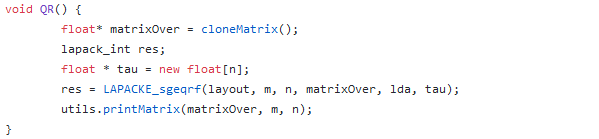 void QR() {
float* matrixOver = cloneMatrix();
lapack_int res;
float * tau = new float[n];
res = LAPACKE_sgeqrf(layout, m, n, matrixOver, lda, tau);
utils.printMatrix(matrixOver, m, n);
}